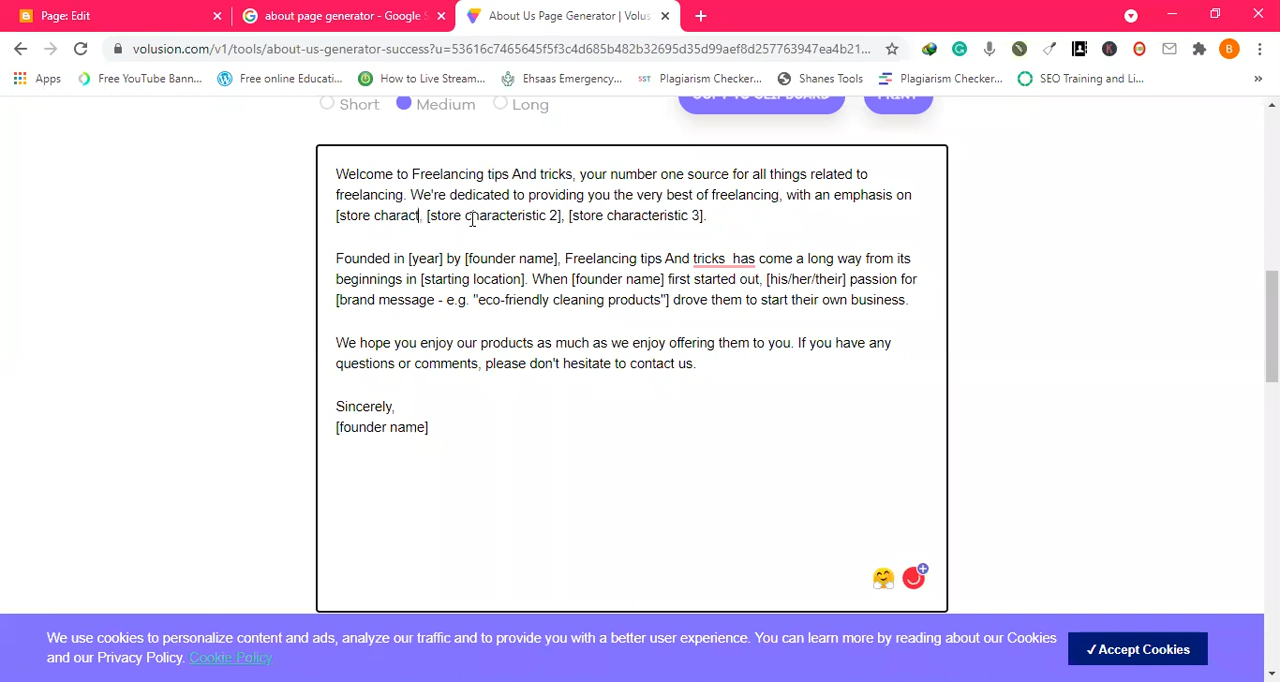 Page: Edit
about page generator - Google S
About Us Page Generator | Volus
volusion.com/v1/tools/about-us-generator-success?u=53616c7465945f5f3c4d685b482b32695d35d99aef8d257763947ea4b21...
B
Apps
Free YouTube Bann...
Free online Educati...
How to Live Stream...
Ehsaas Emergency...
SST Plagiarism Checker...
Shanes Tools
Plagiarism Checker...
SEO Training and Li...
Short
Medium
Long
COPY TO CLIPBOARD
PRINT
Welcome to Freelancing tips And tricks, your number one source for all things related to
freelancing. We're dedicated to providing you the very best of freelancing, with an emphasis on
[store charact, [store characteristic 2], [store characteristic 3].
Founded in [year] by [founder name], Freelancing tips And tricks  has come a long way from its
beginnings in [starting location]. When [founder name] first started out, [his/her/their] passion for
[brand message - e.g. "eco-friendly cleaning products"] drove them to start their own business.
We hope you enjoy our products as much as we enjoy offering them to you. If you have any
questions or comments, please don't hesitate to contact us.
Sincerely,
[founder name]
We use cookies to personalize content and ads, analyze our traffic and to provide you with a better user experience. You can learn more by reading about our Cookies
and our Privacy Policy. Cookie Policy
✓Accept Cookies